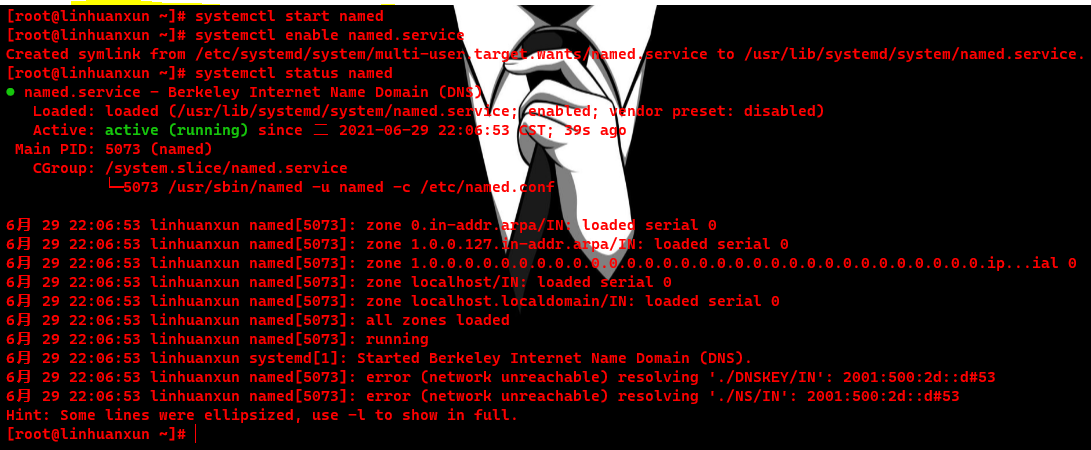 [root@linhuanxun ~]# systemctl start named
[root@linhuanxun ~]# systemctl enable named.service
Created symlink from /etc/systemd/system/multi-user.target.wants/named.service to /usr/lib/systemd/system/named.service.
[root@linhuanxun ~]# systemctl status named
● named.service - Berkeley Internet Name Domain (DNS)
   Loaded: loaded (/usr/lib/systemd/system/named.service; enabled; vendor preset: disabled)
   Active: active (running) since 二 2021-06-29 22:06:53 CST; 39s ago
 Main PID: 5073 (named)
   CGroup: /system.slice/named.service
           └─5073 /usr/sbin/named -u named -c /etc/named.conf
6月 29 22:06:53 linhuanxun named[5073]: zone 0.in-addr.arpa/IN: loaded serial 0
6月 29 22:06:53 linhuanxun named[5073]: zone 1.0.0.127.in-addr.arpa/IN: loaded serial 0
6月 29 22:06:53 linhuanxun named[5073]: zone 1.0.0.0.0.0.0.0.0.0.0.0.0.0.0.0.0.0.0.0.0.0.0.0.0.0.0.0.0.0.0.0.ip...ial 0
6月 29 22:06:53 linhuanxun named[5073]: zone localhost/IN: loaded serial 0
6月 29 22:06:53 linhuanxun named[5073]: zone localhost.localdomain/IN: loaded serial 0
6月 29 22:06:53 linhuanxun named[5073]: all zones loaded
6月 29 22:06:53 linhuanxun named[5073]: running
6月 29 22:06:53 linhuanxun systemd[1]: Started Berkeley Internet Name Domain (DNS).
6月 29 22:06:53 linhuanxun named[5073]: error (network unreachable) resolving './DNSKEY/IN': 2001:500:2d::d#53
6月 29 22:06:53 linhuanxun named[5073]: error (network unreachable) resolving './NS/IN': 2001:500:2d::d#53
Hint: Some lines were ellipsized, use -l to show in full.
[root@linhuanxun ~]#